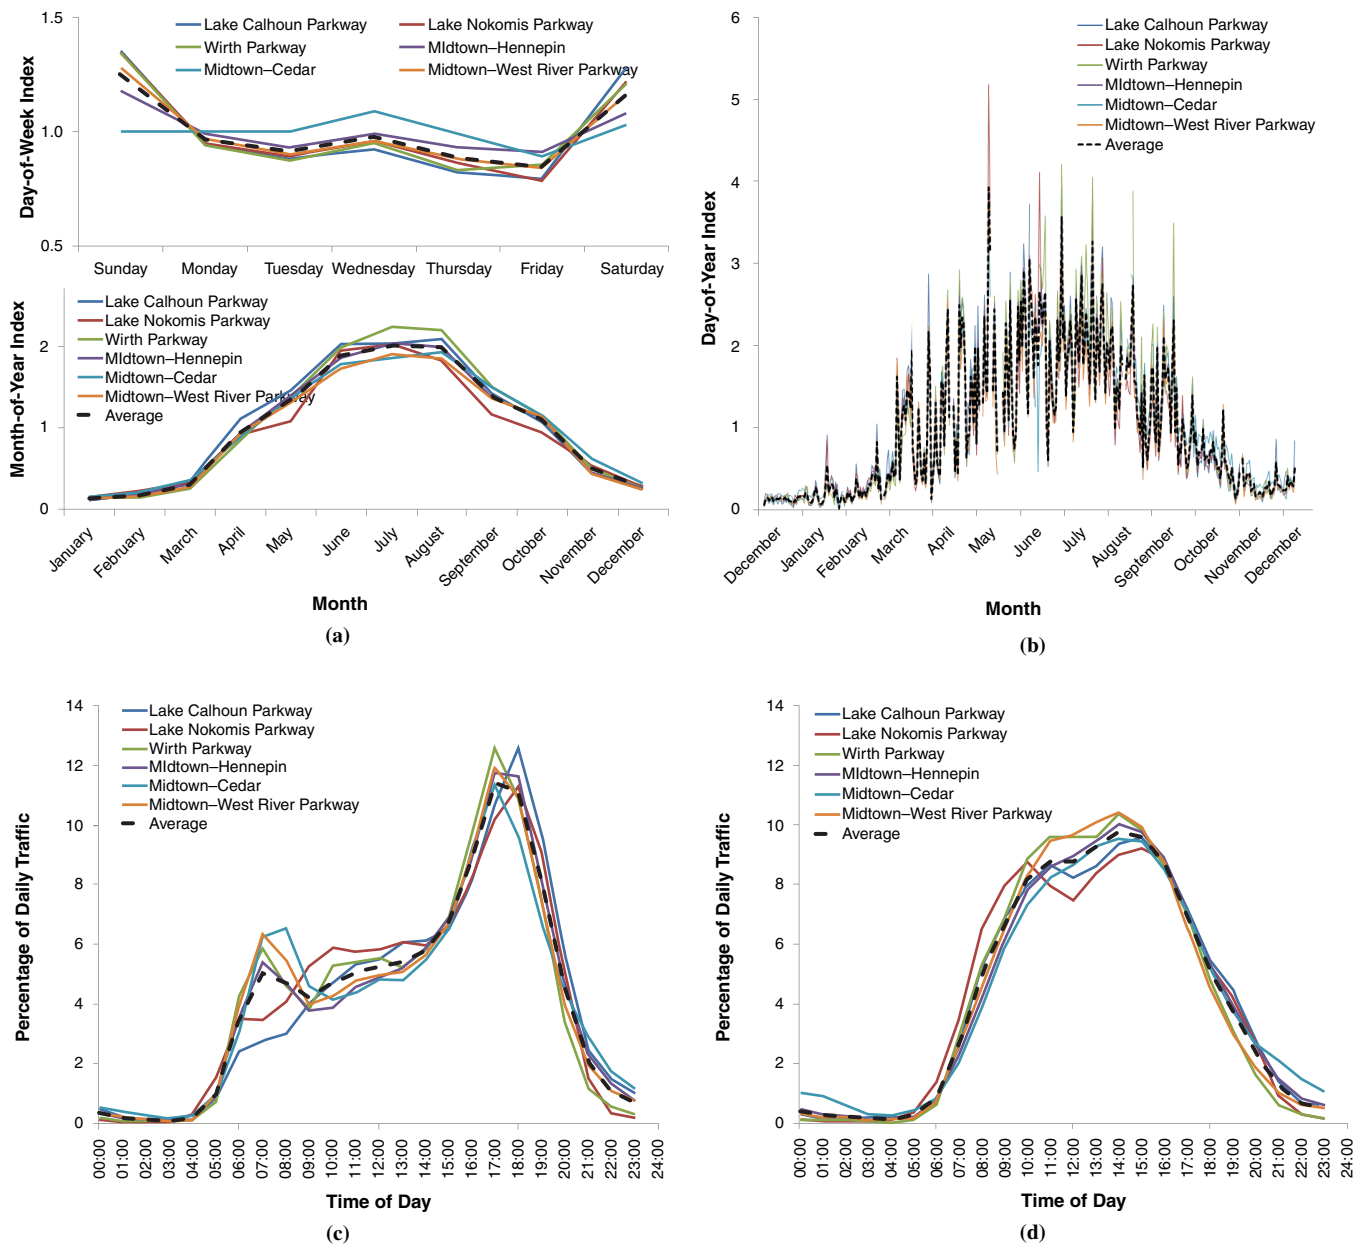 1.5
1.0
0.5
Day-of-Week Index
Lake Calhoun Parkway
Lake Nokomis Parkway
Wirth Parkway
MIdtown–Hennepin
Midtown–Cedar
Midtown–West River Parkway
Sunday Monday Tuesday Wednesday Thursday Friday Saturday
2
1
0
Month-of-Year Index
Lake Calhoun Parkway
Lake Nokomis Parkway
Wirth Parkway
MIdtown–Hennepin
Midtown–Cedar
Midtown–West River Parkway
Average
January February March April May June July August September October November December
Month
(a)
6
5
4
3
2
1
0
Day-of-Year Index
Lake Calhoun Parkway
Lake Nokomis Parkway
Wirth Parkway
MIdtown–Hennepin
Midtown–Cedar
Midtown–West River Parkway
Average
December January February March April May June July August September October November December
Month
(b)
14
12
10
8
6
4
2
0
Percentage of Daily Traffic
Lake Calhoun Parkway
Lake Nokomis Parkway
Wirth Parkway
MIdtown–Hennepin
Midtown–Cedar
Midtown–West River Parkway
Average
00:00 01:00 02:00 03:00 04:00 05:00 06:00 07:00 08:00 09:00 10:00 11:00 12:00 13:00 14:00 15:00 16:00 17:00 18:00 19:00 20:00 21:00 22:00 23:00 24:00
Time of Day
(c)
14
12
10
8
6
4
2
0
Percentage of Daily Traffic
Lake Calhoun Parkway
Lake Nokomis Parkway
Wirth Parkway
MIdtown–Hennepin
Midtown–Cedar
Midtown–West River Parkway
Average
00:00 01:00 02:00 03:00 04:00 05:00 06:00 07:00 08:00 09:00 10:00 11:00 12:00 13:00 14:00 15:00 16:00 17:00 18:00 19:00 20:00 21:00 22:00 23:00 24:00
Time of Day
(d)